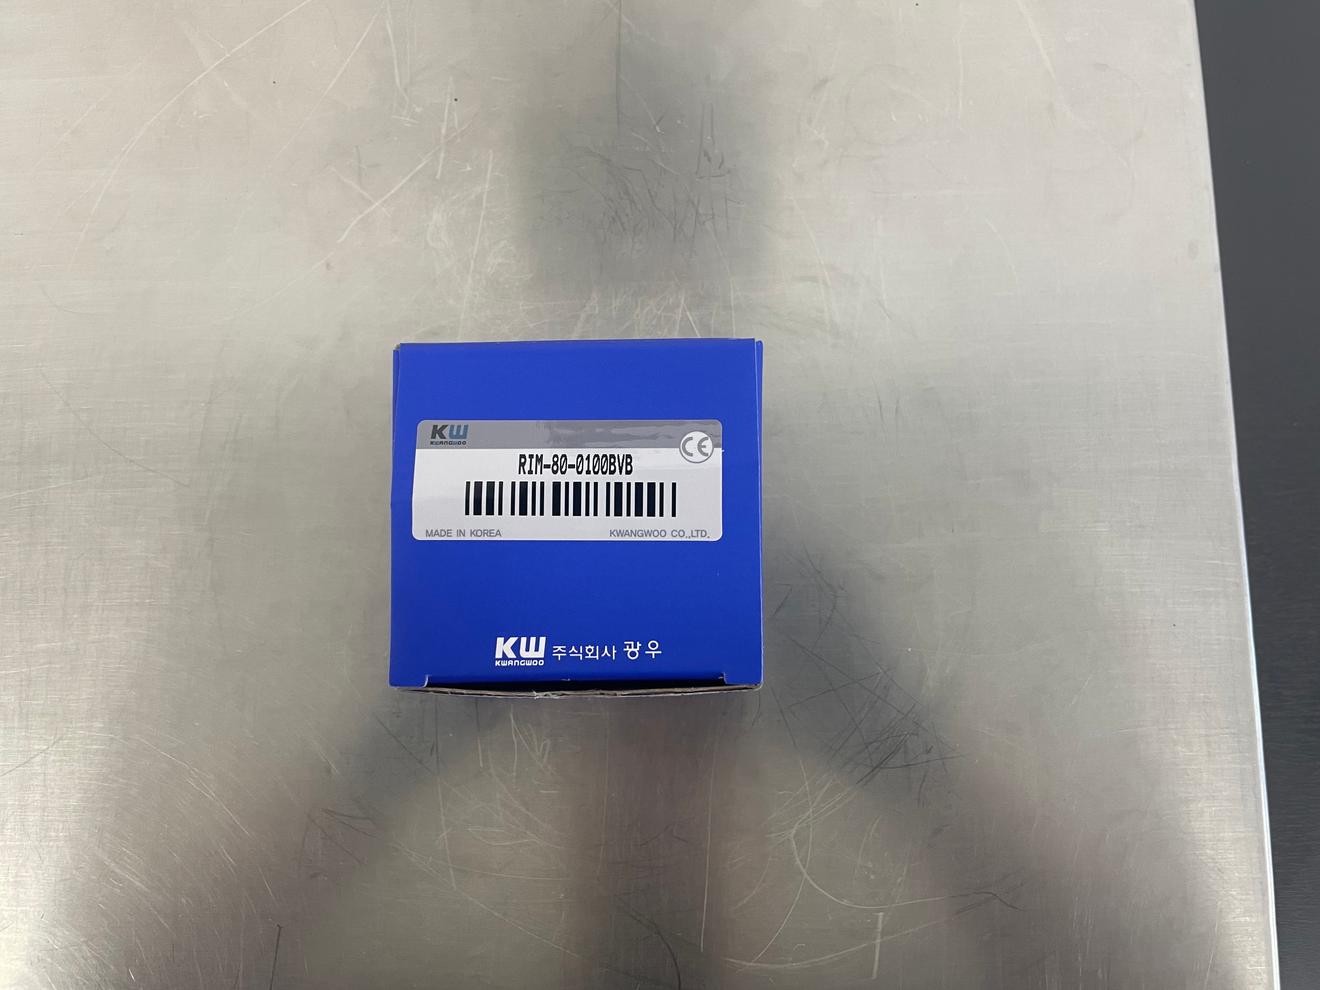 KW
KWANGWOO
CE
RIM-80-0100BVB
MADE IN KOREA
KWANGWOO CO.,LTD.
KW
KWANGWOO
주식회사 광우